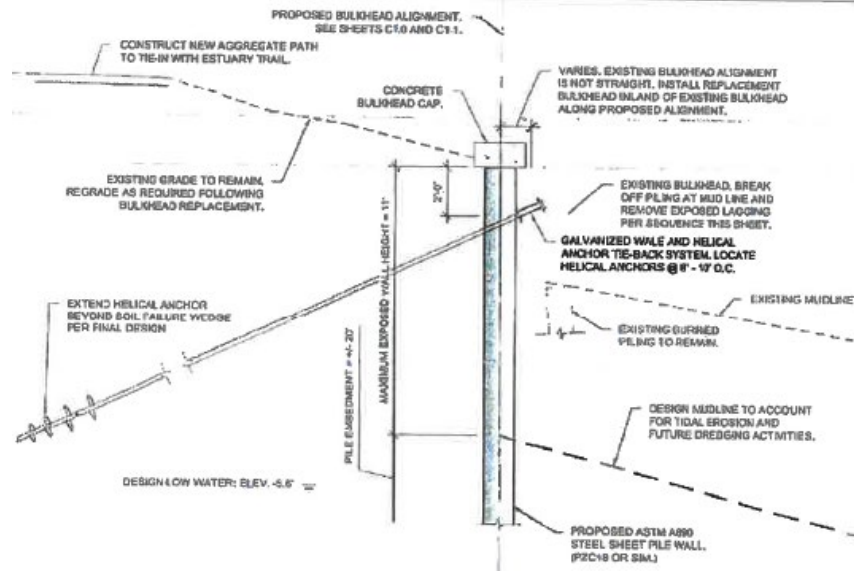 PROPOSED BULKHEAD ALIGNMENT.
SEE SHEETS C1.0 AND C1.1.
CONSTRUCT NEW AGGREGATE PATH
TO TIE-IN WITH ESTUARY TRAIL.
CONCRETE
BULKHEAD CAP.
VARIES. EXISTING BULKHEAD ALIGNMENT
IS NOT STRAIGHT. INSTALL REPLACEMENT
BULKHEAD INLAND OF EXISTING BULKHEAD
ALONG PROPOSED ALIGNMENT.
EXISTING GRADE TO REMAIN,
REGRADE AS REQUIRED FOLLOWING
BULKHEAD REPLACEMENT.
2'-0"
EXISTING BULKHEAD, BREAK
OFF PILING AT MUD LINE AND
REMOVE EXPOSED LAGGING
PER SEQUENCE THIS SHEET.
GALVANIZED WALE AND HELICAL
ANCHOR TIE-BACK SYSTEM. LOCATE
HELICAL ANCHORS @ - 10' O.C.
MAXIMUM EXPOSED WALL HEIGHT = 11'
PILE EMBEDMENT = +/- 20'
EXTEND HELICAL ANCHOR
BEYOND SOIL FAILURE WEDGE
PER FINAL DESIGN
EXISTING MUDLINE
EXISTING BURIED
PILING TO REMAIN.
DESIGN MUDLINE TO ACCOUNT
FOR TIDAL EROSION AND
FUTURE DREDGING ACTIVITIES.
DESIGN LOW WATER: ELEV.
PROPOSED ASTM A690
STEEL SHEET PILE WALL.
(PZC18 OR SIM.)